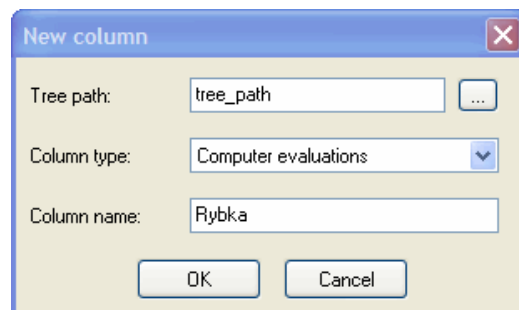 New column
Tree path: tree_path ...
Column type: Computer evaluations
Column name: Rybka
OK Cancel